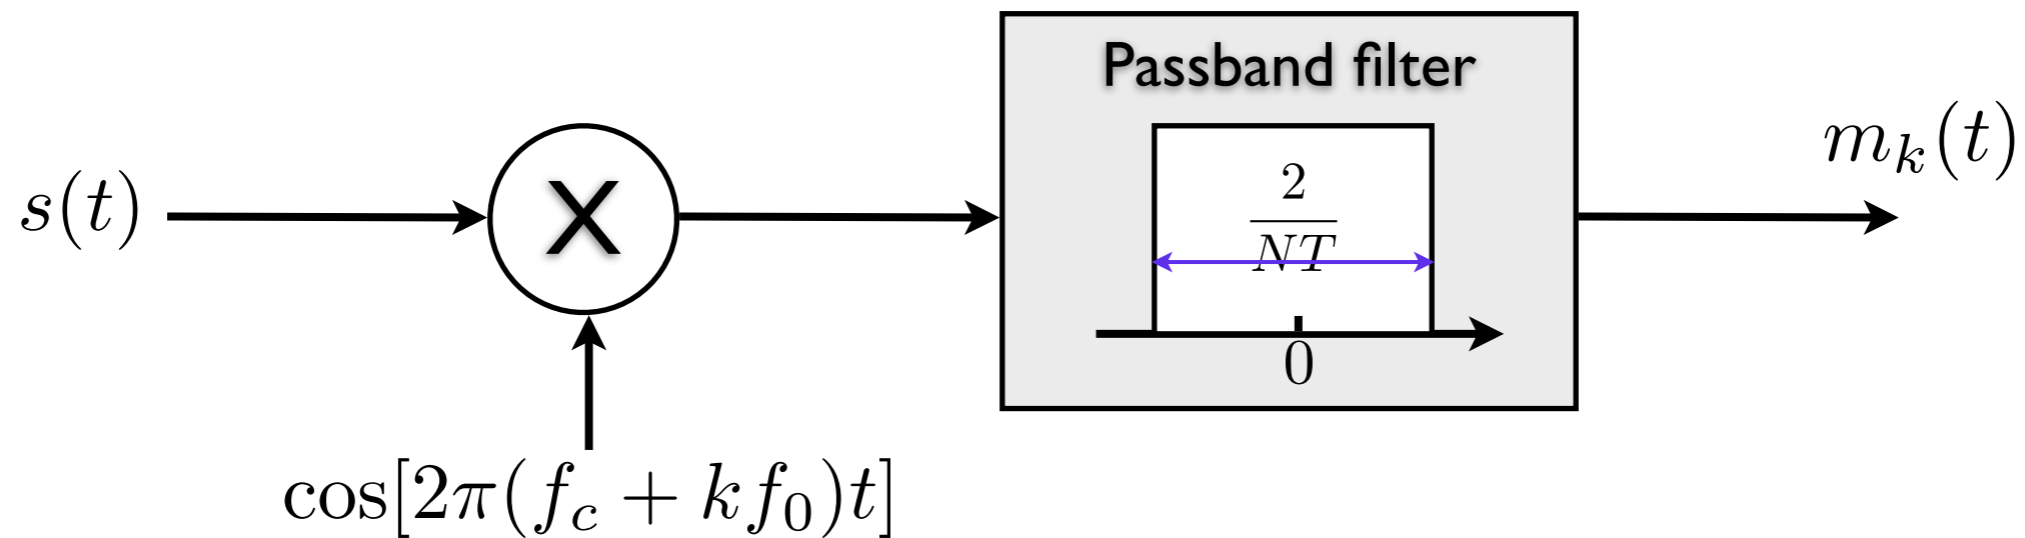 Passband filter
m_k(t)
s(t)
X
2
NT
0
cos[2π(f_c + kf_0)t]